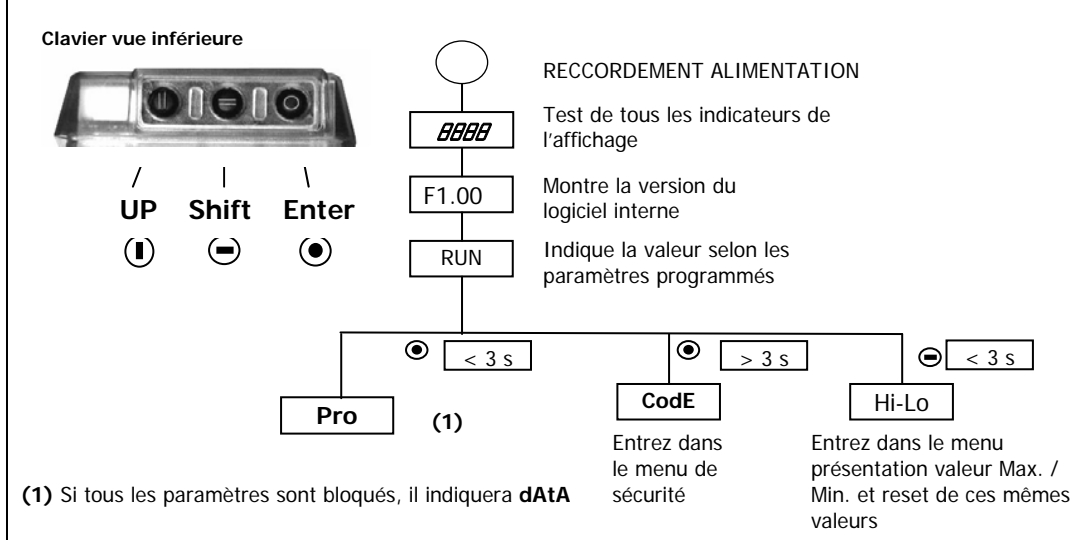 Clavier vue inférieure
UP Shift Enter
RECCORDEMENT ALIMENTATION
8888
Test de tous les indicateurs de
l'affichage
F1.00
Montre la version du
logiciel interne
RUN
Indique la valeur selon les
paramètres programmés
< 3 s
> 3 s
< 3 s
Pro
(1)
CodE
Hi-Lo
Entrez dans
le menu de
sécurité
Entrez dans le menu
présentation valeur Max. /
Min. et reset de ces mêmes
valeurs
(1) Si tous les paramètres sont bloqués, il indiquera dAtA